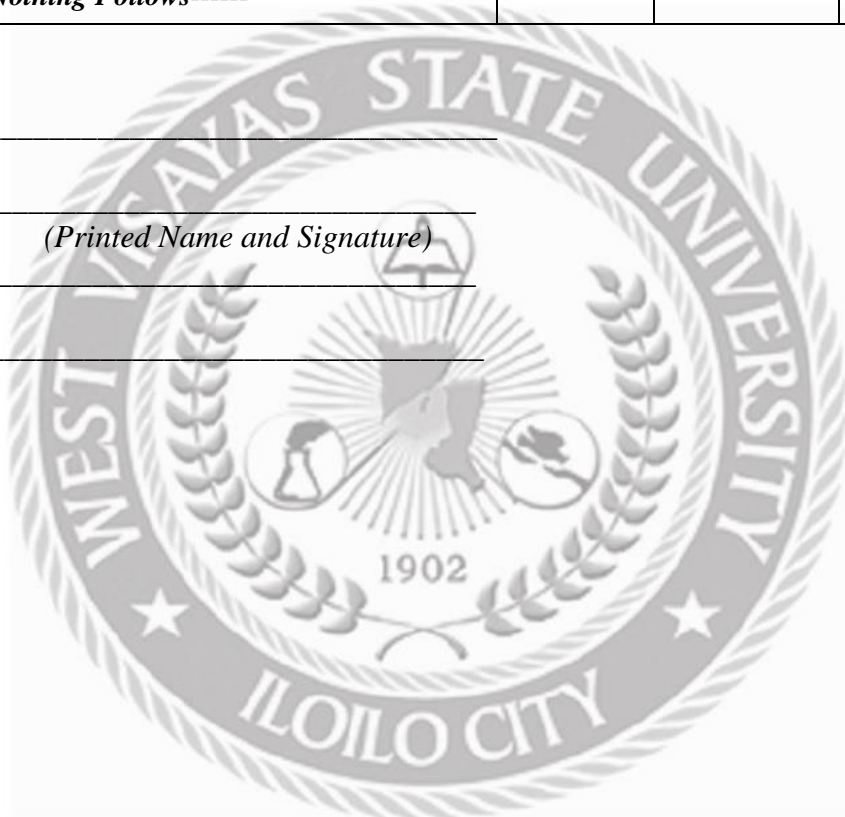 Nothing Follows------
WEST VISAYAS STATE UNIVERSITY
(Printed Name and Signature)
1902
ILOILO CITY